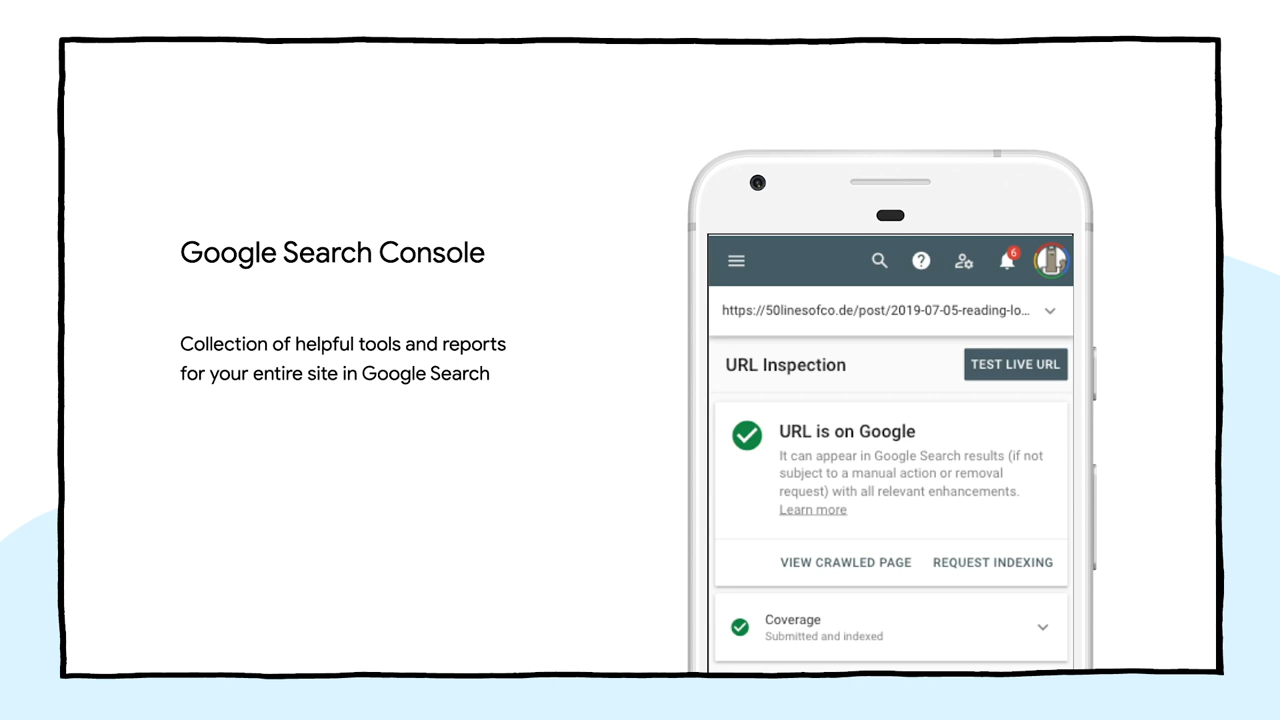 Google Search Console
Collection of helpful tools and reports
for your entire site in Google Search
6
https://50linesofco.de/post/2019-07-05-reading-lo...
URL Inspection
TEST LIVE URL
URL is on Google
It can appear in Google Search results (if not
subject to a manual action or removal
request) with all relevant enhancements.
Learn more
VIEW CRAWLED PAGE
REQUEST INDEXING
Coverage
Submitted and indexed